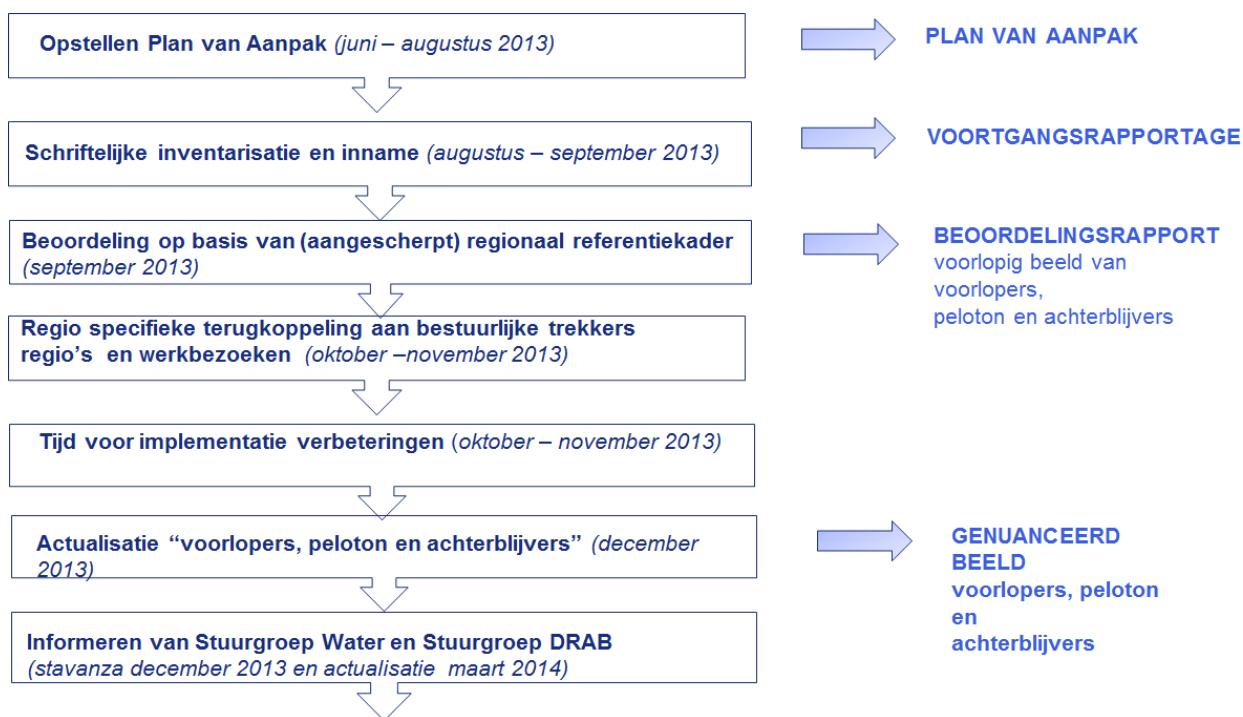 Opstellen Plan van Aanpak (juni – augustus 2013)
PLAN VAN AANPAK
Schriftelijke inventarisatie en inname (augustus – september 2013)
VOORTGANGSRAPPORTAGE
Beoordeling op basis van (aangescherpt) regionaal referentiekader
(september 2013)
BEOORDELINGSRAPPORT
voorlopig beeld van
voorlopers,
peloton en achterblijvers
Regio specifieke terugkoppeling aan bestuurlijke trekkers
regio's en werkbezoeken (oktober –november 2013)
Tijd voor implementatie verbeteringen (oktober – november 2013)
Actualisatie “voorlopers, peloton en achterblijvers” (december
2013)
GENUANCEERD
BEELD
voorlopers, peloton
en
achterblijvers
Informeren van Stuurgroep Water en Stuurgroep DRAB
(stavanza december 2013 en actualisatie maart 2014)